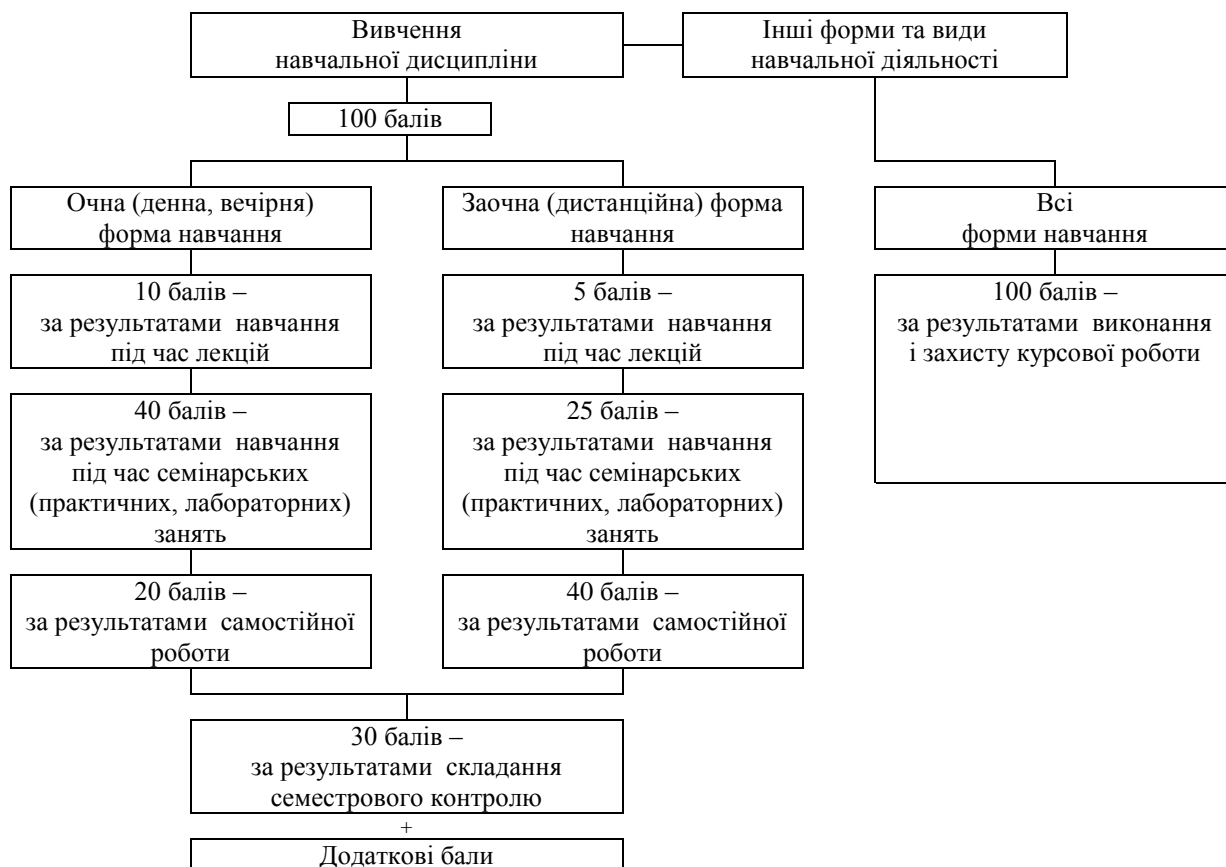 Вивчення
навчальної дисципліни
Інші форми та види
навчальної діяльності
100 балів
Очна (денна, вечірня)
форма навчання
Заочна (дистанційна) форма
навчання
Всі
форми навчання
10 балів –
за результатами навчання
під час лекцій
5 балів –
за результатами навчання
під час лекцій
100 балів –
за результатами виконання
і захисту курсової роботи
40 балів –
за результатами навчання
під час семінарських
(практичних, лабораторних)
занять
25 балів –
за результатами навчання
під час семінарських
(практичних, лабораторних)
занять
20 балів –
за результатами самостійної
роботи
40 балів –
за результатами самостійної
роботи
30 балів –
за результатами складання
семестрового контролю
+
Додаткові бали